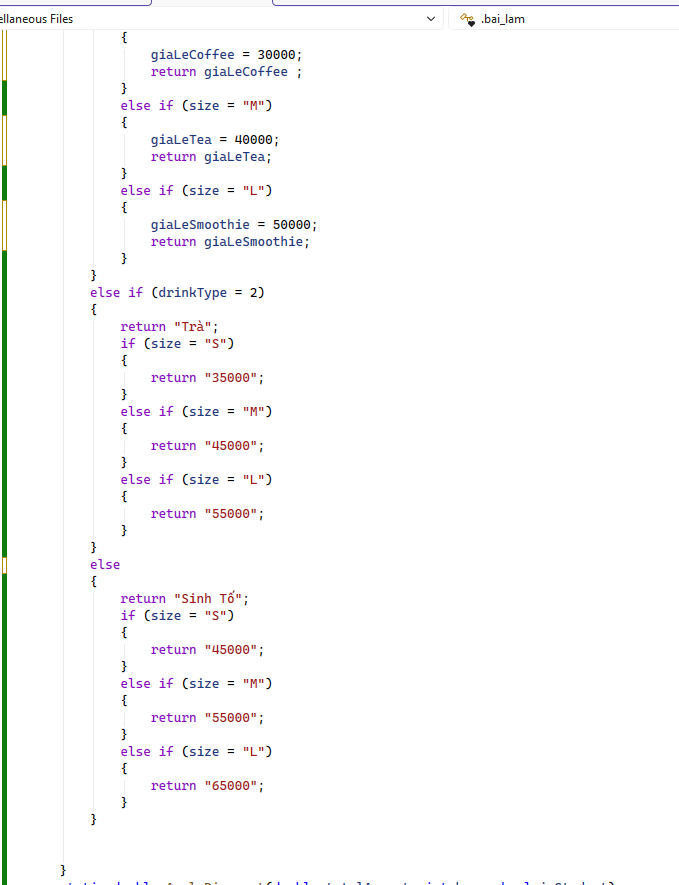 ellaneous Files
.bai_lam
{
giaLeCoffee = 30000;
return giaLeCoffee ;
}
else if (size = "M")
{
giaLeTea = 40000;
return giaLeTea;
}
else if (size = "L")
{
giaLeSmoothie = 50000;
return giaLeSmoothie;
}
}
else if (drinkType = 2)
{
return "Trà";
if (size = "S")
{
return "35000";
}
else if (size = "M")
{
return "45000";
}
else if (size = "L")
{
return "55000";
}
}
else
{
return "Sinh Tố";
if (size = "S")
{
return "45000";
}
else if (size = "M")
{
return "55000";
}
else if (size = "L")
{
return "65000";
}
}
}